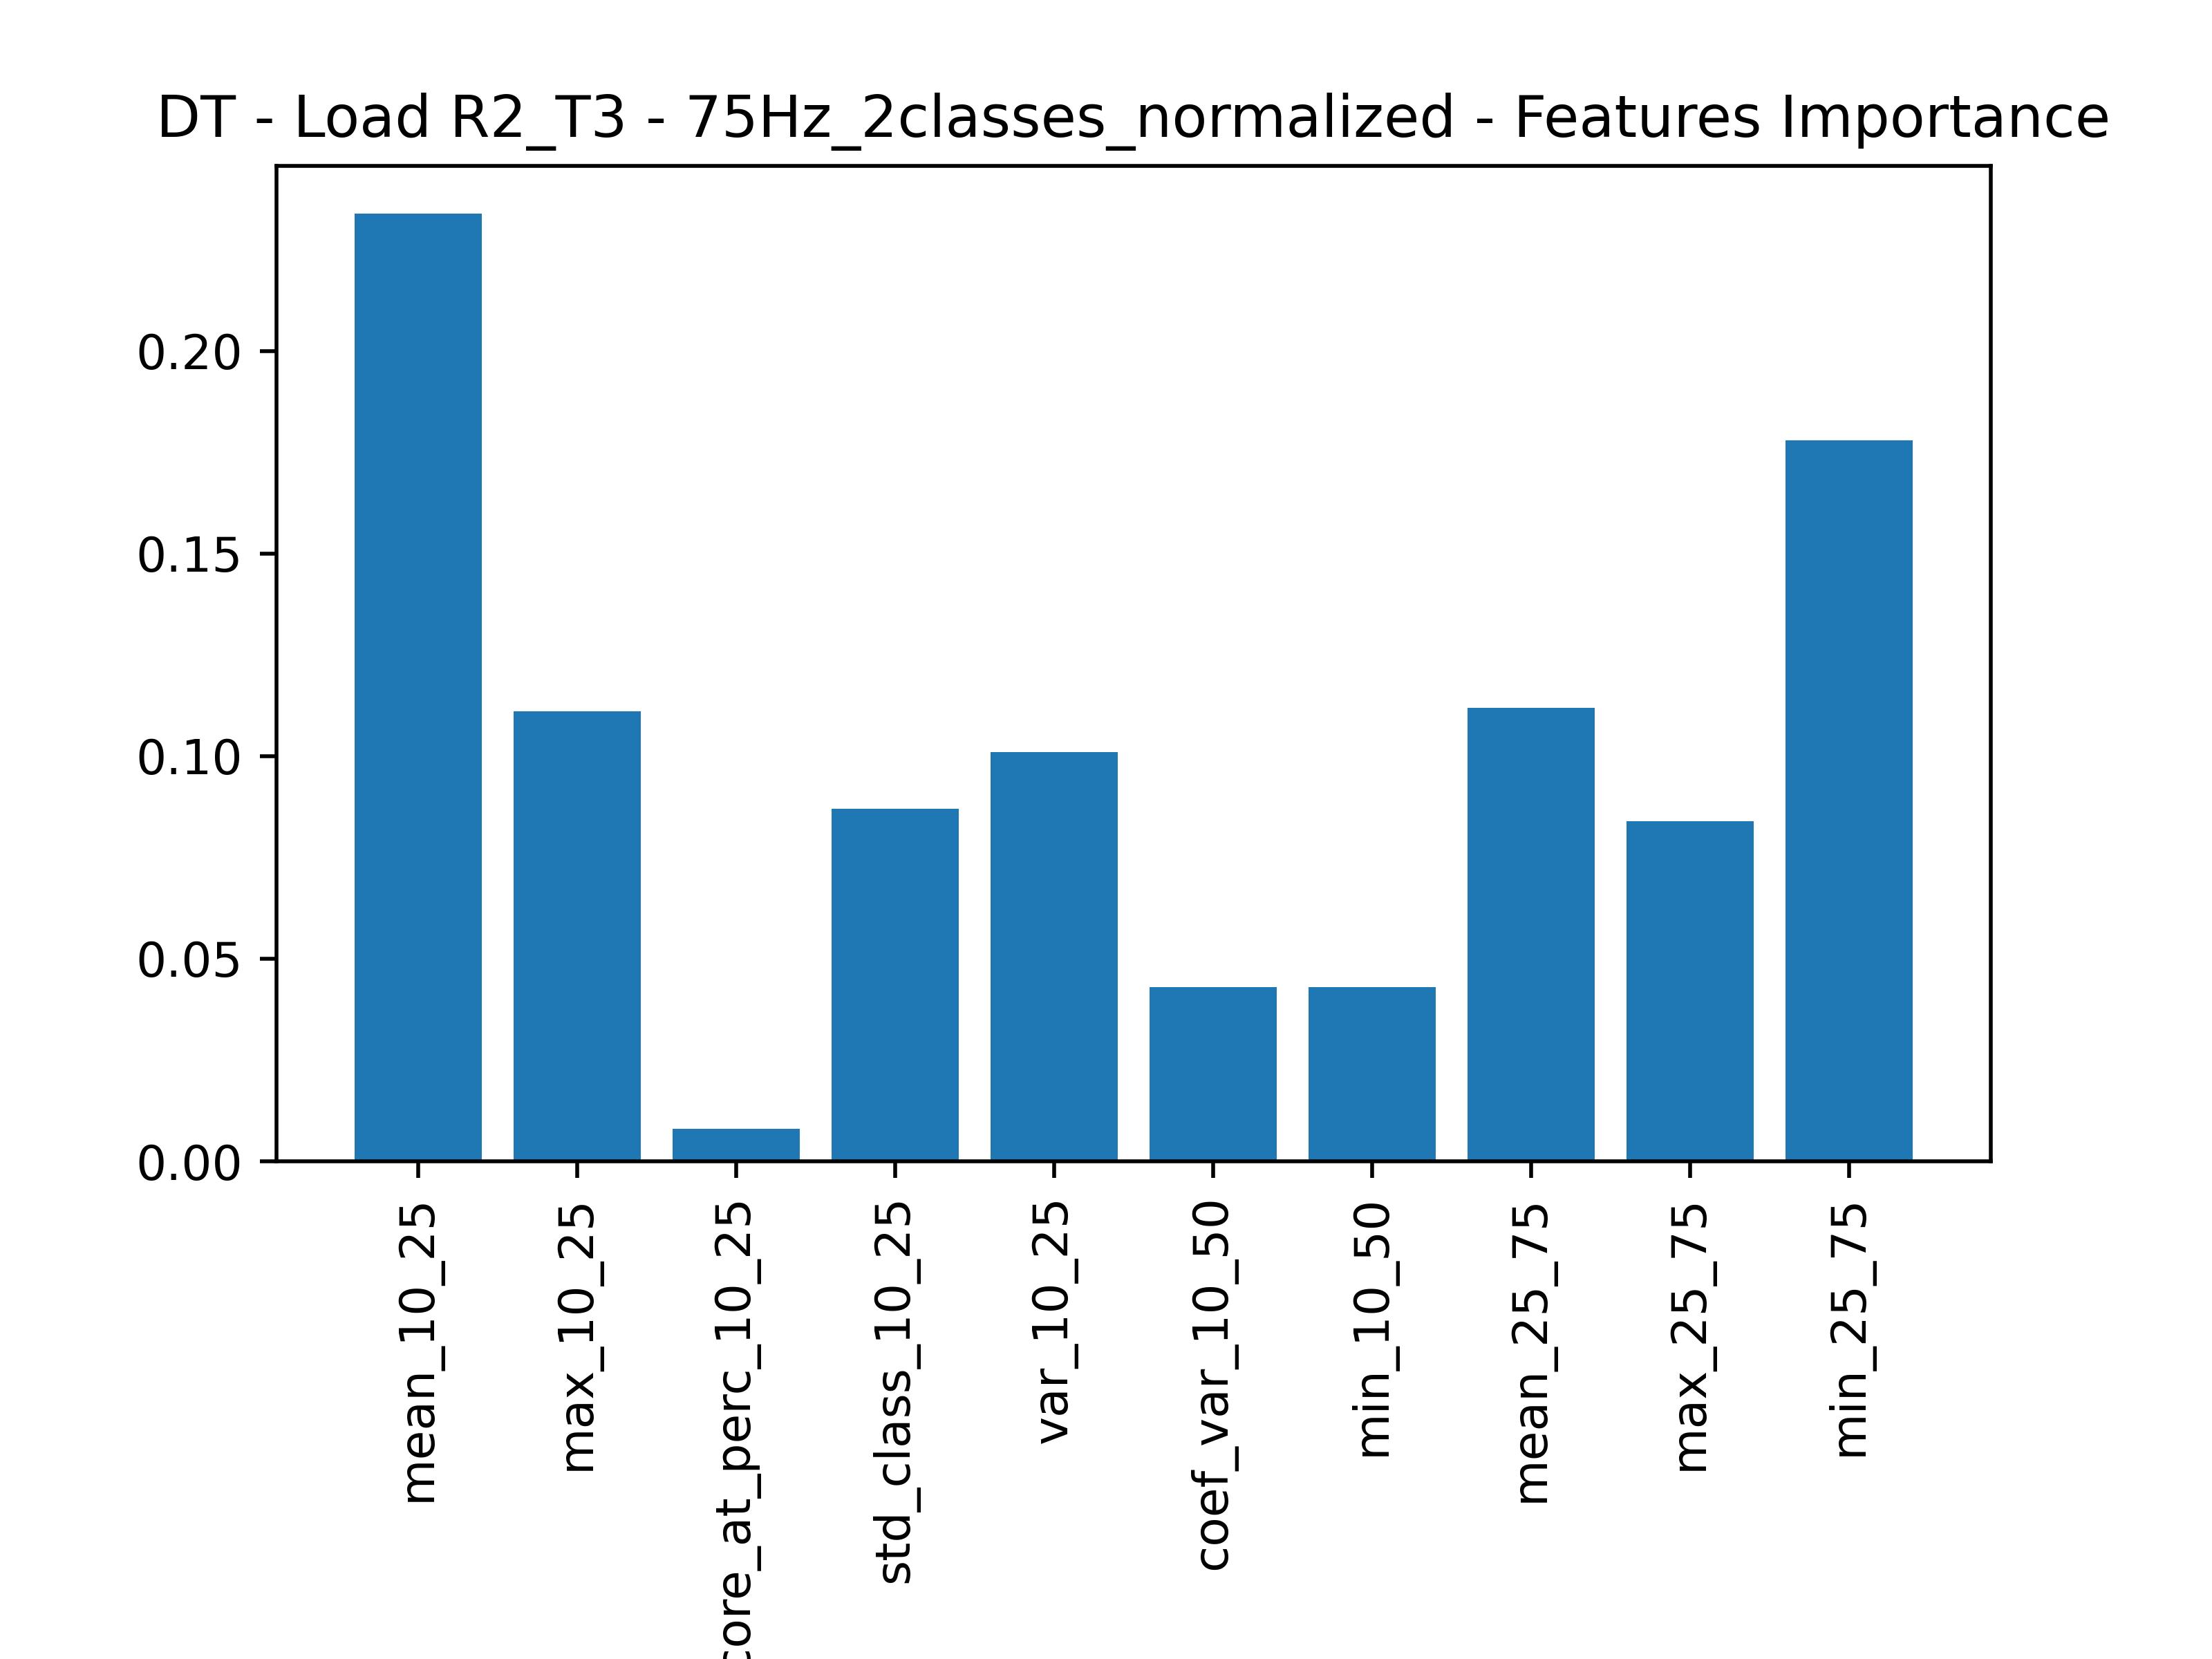 DT - Load R2_T3 - 75Hz_2classes_normalized - Features Importance
0.20
0.15
0.10
0.05
0.00
mean_10_25
max_10_25
core_at_perc_10_25
std_class_10_25
var_10_25
coef_var_10_50
min_10_50
mean_25_75
max_25_75
min_25_75